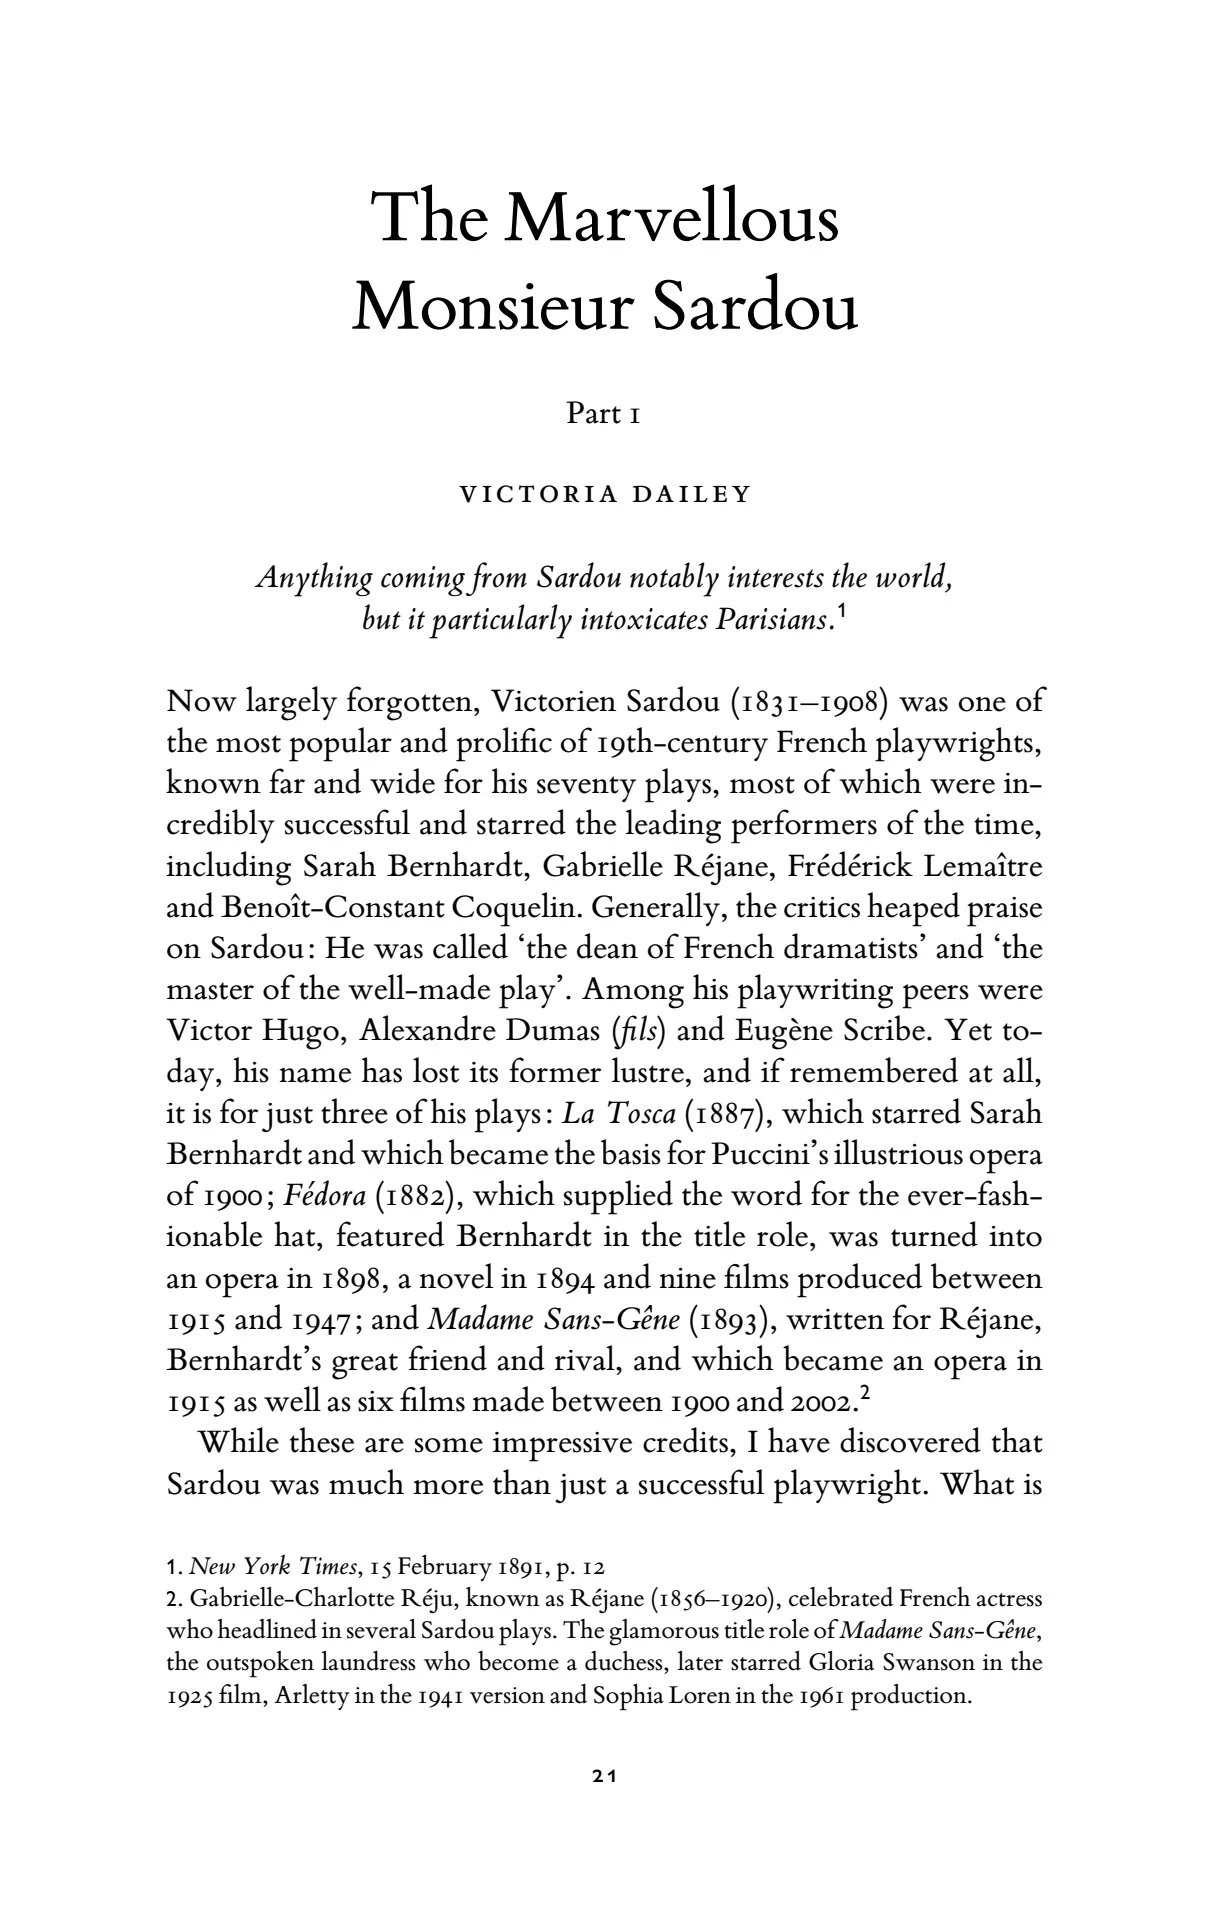 The Marvellous
Monsieur Sardou
Part 1
VICTORIA DAILEY
Anything coming from Sardou notably interests the world,
but it particularly intoxicates Parisians.1
Now largely forgotten, Victorien Sardou (1831–1908) was one of
the most popular and prolific of 19th-century French playwrights,
known far and wide for his seventy plays, most of which were in-
credibly successful and starred the leading performers of the time,
including Sarah Bernhardt, Gabrielle Réjane, Frédérick Lemaître
and Benoît-Constant Coquelin. Generally, the critics heaped praise
on Sardou: He was called ‘the dean of French dramatists’ and ‘the
master of the well-made play’. Among his playwriting peers were
Victor Hugo, Alexandre Dumas (fils) and Eugène Scribe. Yet to-
day, his name has lost its former lustre, and if remembered at all,
it is for just three of his plays: La Tosca (1887), which starred Sarah
Bernhardt and which became the basis for Puccini’s illustrious opera
of 1900; Fédora (1882), which supplied the word for the ever-fash-
ionable hat, featured Bernhardt in the title role, was turned into
an opera in 1898, a novel in 1894 and nine films produced between
1915 and 1947; and Madame Sans-Gêne (1893), written for Réjane,
Bernhardt’s great friend and rival, and which became an opera in
1915 as well as six films made between 1900 and 2002.2
While these are some impressive credits, I have discovered that
Sardou was much more than just a successful playwright. What is
1. New York Times, 15 February 1891, p. 12
2. Gabrielle-Charlotte Réju, known as Réjane (1856–1920), celebrated French actress
who headlined in several Sardou plays. The glamorous title role of Madame Sans-Gêne,
the outspoken laundress who become a duchess, later starred Gloria Swanson in the
1925 film, Arletty in the 1941 version and Sophia Loren in the 1961 production.
21